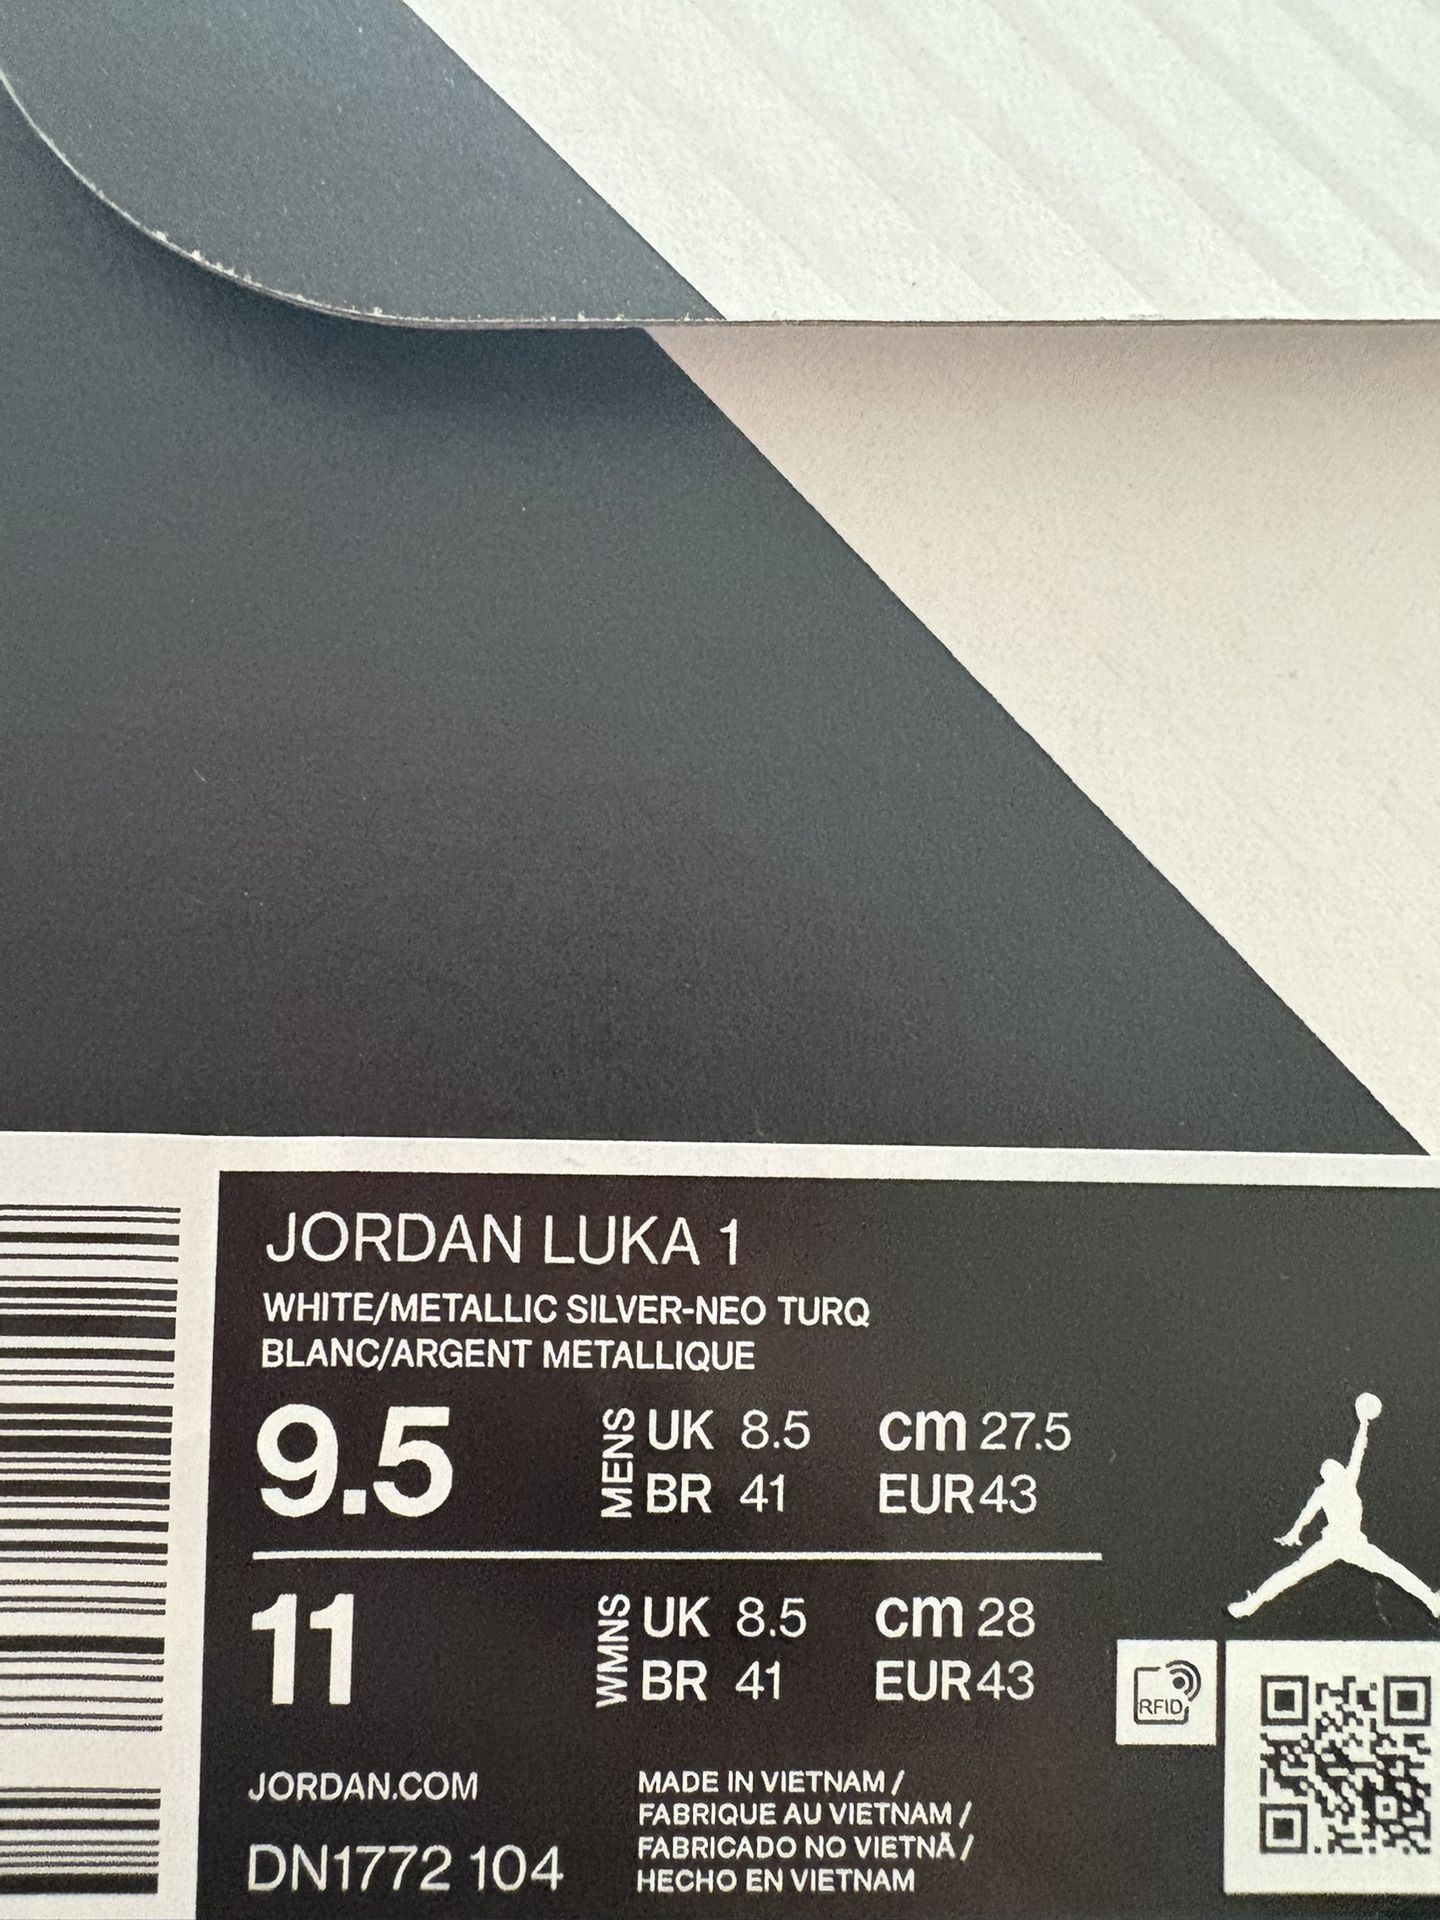 JORDAN LUKA 1
WHITE/METALLIC SILVER-NEO TURQ
BLANC/ARGENT METALLIQUE
9.5 MENS UK 8.5 cm 27.5
BR 41 EUR 43
11 WMNS UK 8.5 cm 28
BR 41 EUR 43
RFID
JORDAN.COM
DN1772 104
MADE IN VIETNAM /
FABRIQUE AU VIETNAM /
FABRICADO NO VIETNÃ /
HECHO EN VIETNAM